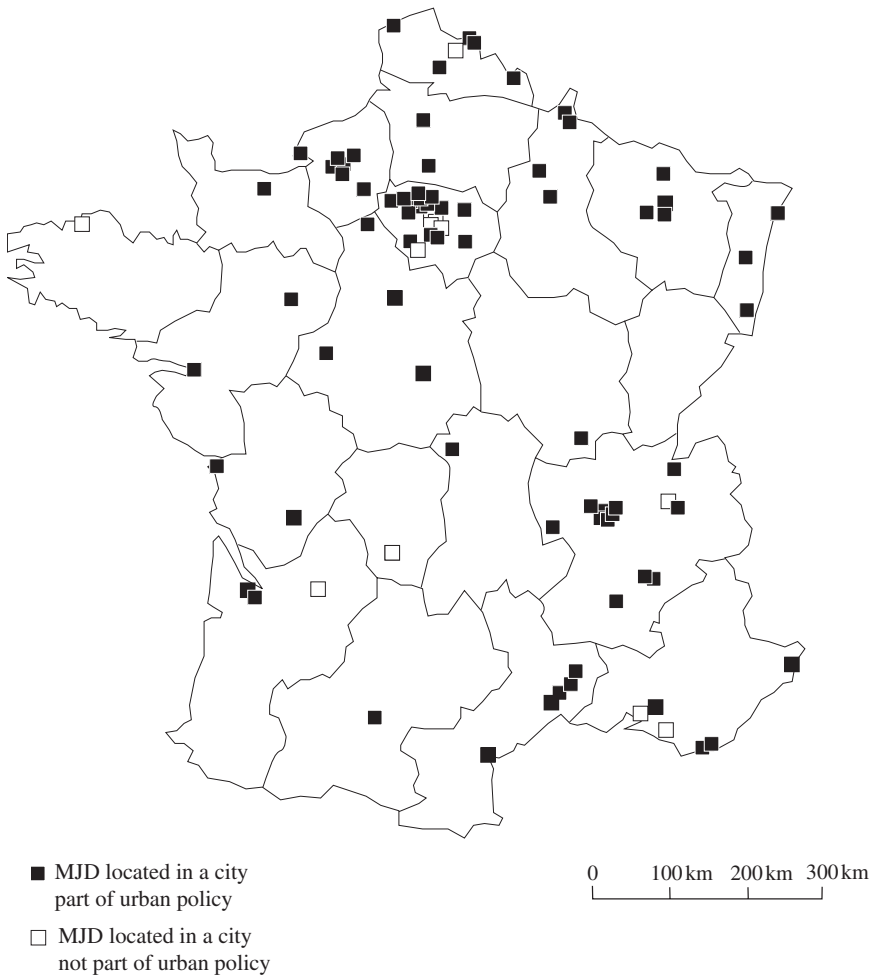 MJD located in a city
part of urban policy
MJD located in a city
not part of urban policy
0 100 km 200 km 300 km